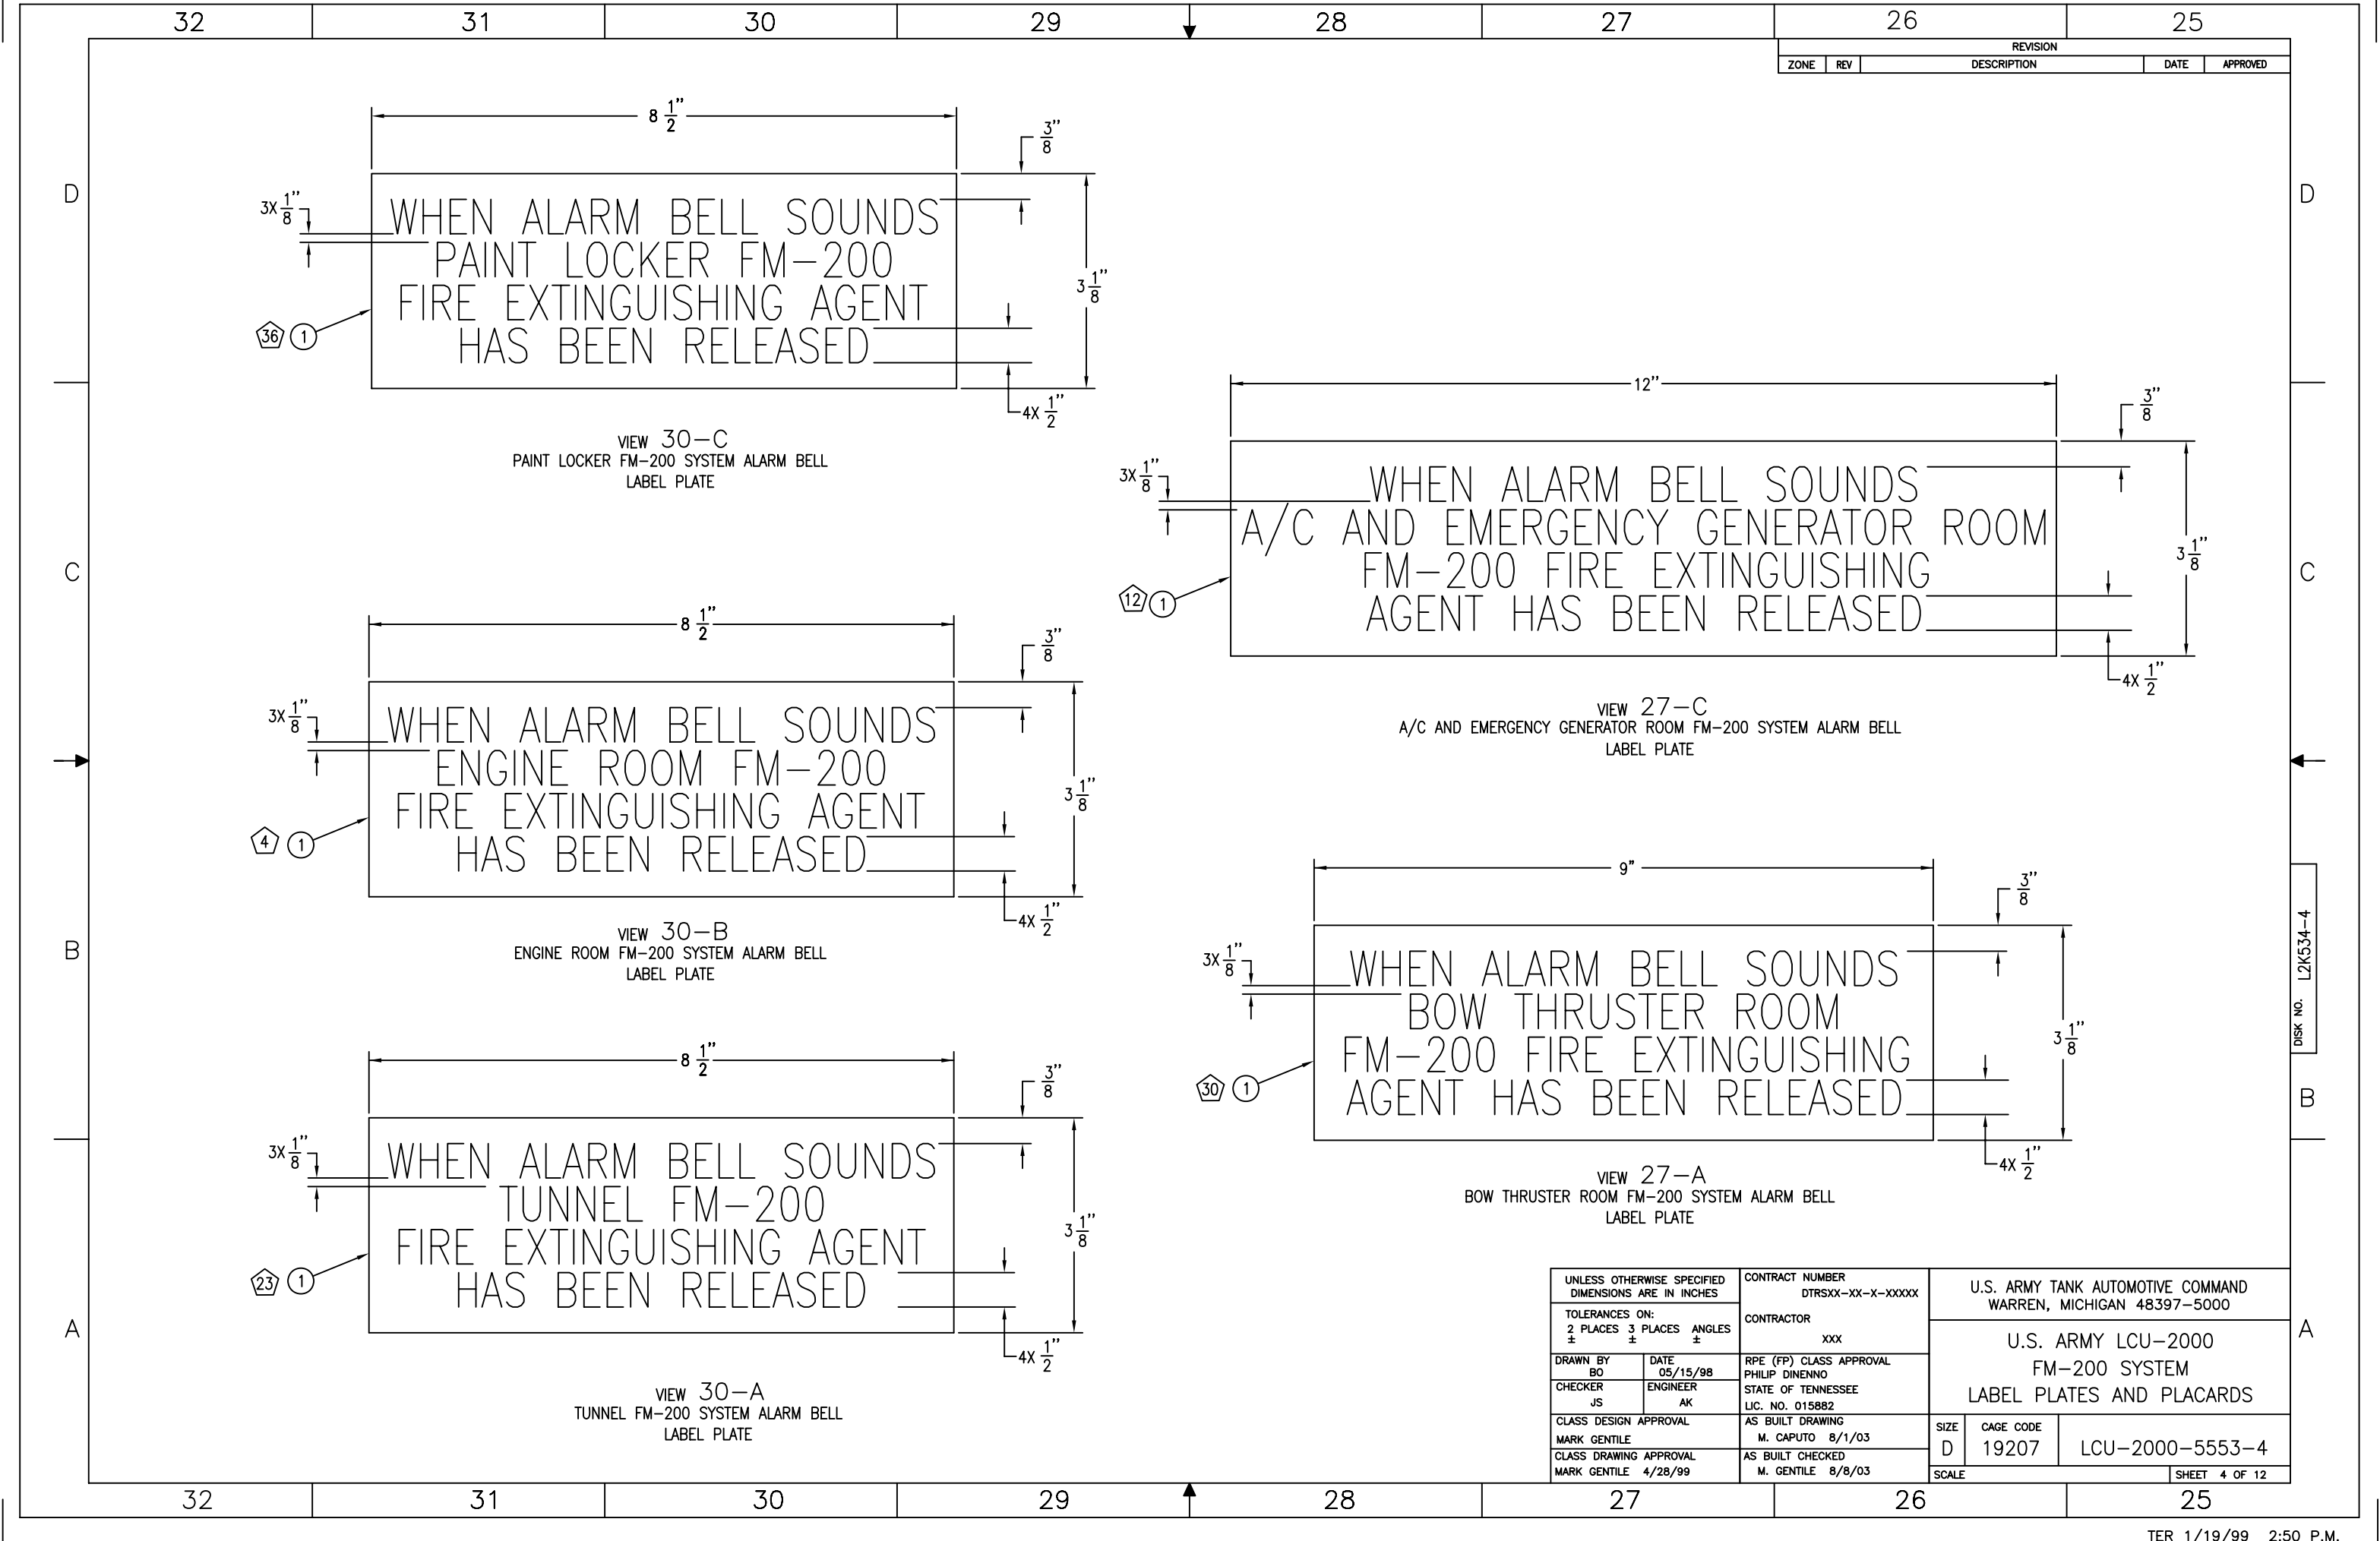 32 31 30 29 28 27 26 25
REVISION
ZONE REV DESCRIPTION DATE APPROVED
D
D
C
C
B
B
A
A
8 1/2"
3/8"
3X 1/8"
WHEN ALARM BELL SOUNDS
PAINT LOCKER FM-200
FIRE EXTINGUISHING AGENT
HAS BEEN RELEASED
3 1/8"
36 1
4X 1/2"
VIEW 30-C
PAINT LOCKER FM-200 SYSTEM ALARM BELL
LABEL PLATE
8 1/2"
3/8"
3X 1/8"
WHEN ALARM BELL SOUNDS
ENGINE ROOM FM-200
FIRE EXTINGUISHING AGENT
HAS BEEN RELEASED
3 1/8"
4 1
4X 1/2"
VIEW 30-B
ENGINE ROOM FM-200 SYSTEM ALARM BELL
LABEL PLATE
8 1/2"
3/8"
3X 1/8"
WHEN ALARM BELL SOUNDS
TUNNEL FM-200
FIRE EXTINGUISHING AGENT
HAS BEEN RELEASED
3 1/8"
23 1
4X 1/2"
VIEW 30-A
TUNNEL FM-200 SYSTEM ALARM BELL
LABEL PLATE
12"
3/8"
3X 1/8"
WHEN ALARM BELL SOUNDS
A/C AND EMERGENCY GENERATOR ROOM
FM-200 FIRE EXTINGUISHING
AGENT HAS BEEN RELEASED
3 1/8"
12 1
4X 1/2"
VIEW 27-C
A/C AND EMERGENCY GENERATOR ROOM FM-200 SYSTEM ALARM BELL
LABEL PLATE
9"
3/8"
3X 1/8"
WHEN ALARM BELL SOUNDS
BOW THRUSTER ROOM
FM-200 FIRE EXTINGUISHING
AGENT HAS BEEN RELEASED
3 1/8"
30 1
4X 1/2"
VIEW 27-A
BOW THRUSTER ROOM FM-200 SYSTEM ALARM BELL
LABEL PLATE
DISK NO. L2K534-4
UNLESS OTHERWISE SPECIFIED
DIMENSIONS ARE IN INCHES
TOLERANCES ON:
2 PLACES 3 PLACES ANGLES
± ± ±
DRAWN BY
BO
DATE
05/15/98
CHECKER
JS
ENGINEER
AK
CLASS DESIGN APPROVAL
MARK GENTILE
CLASS DRAWING APPROVAL
MARK GENTILE 4/28/99
CONTRACT NUMBER
DTRSXX-XX-X-XXXXX
CONTRACTOR
XXX
RPE (FP) CLASS APPROVAL
PHILIP DINENNO
STATE OF TENNESSEE
LIC. NO. 015882
AS BUILT DRAWING
M. CAPUTO 8/1/03
AS BUILT CHECKED
M. GENTILE 8/8/03
U.S. ARMY TANK AUTOMOTIVE COMMAND
WARREN, MICHIGAN 48397-5000
U.S. ARMY LCU-2000
FM-200 SYSTEM
LABEL PLATES AND PLACARDS
SIZE
D
CAGE CODE
19207
LCU-2000-5553-4
SCALE
SHEET 4 OF 12
32 31 30 29 28 27 26 25
TER 1/19/99 2:50 P.M.